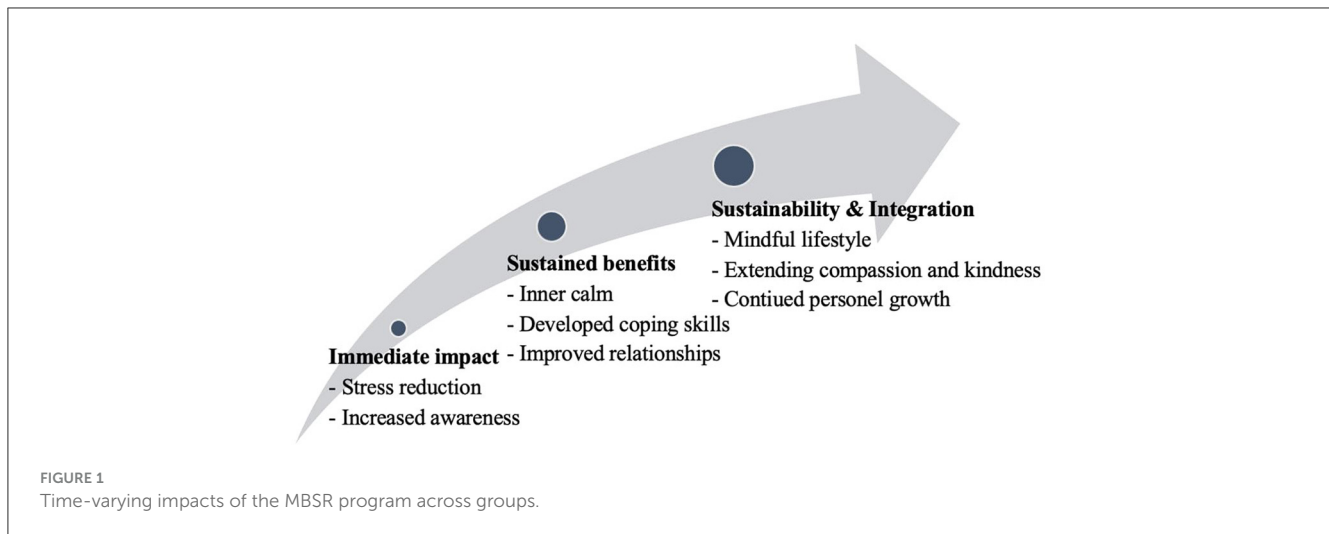 Sustainability & Integration
- Mindful lifestyle
- Extending compassion and kindness
- Contiued personel growth
Sustained benefits
- Inner calm
- Developed coping skills
- Improved relationships
Immediate impact
- Stress reduction
- Increased awareness
FIGURE 1
Time-varying impacts of the MBSR program across groups.